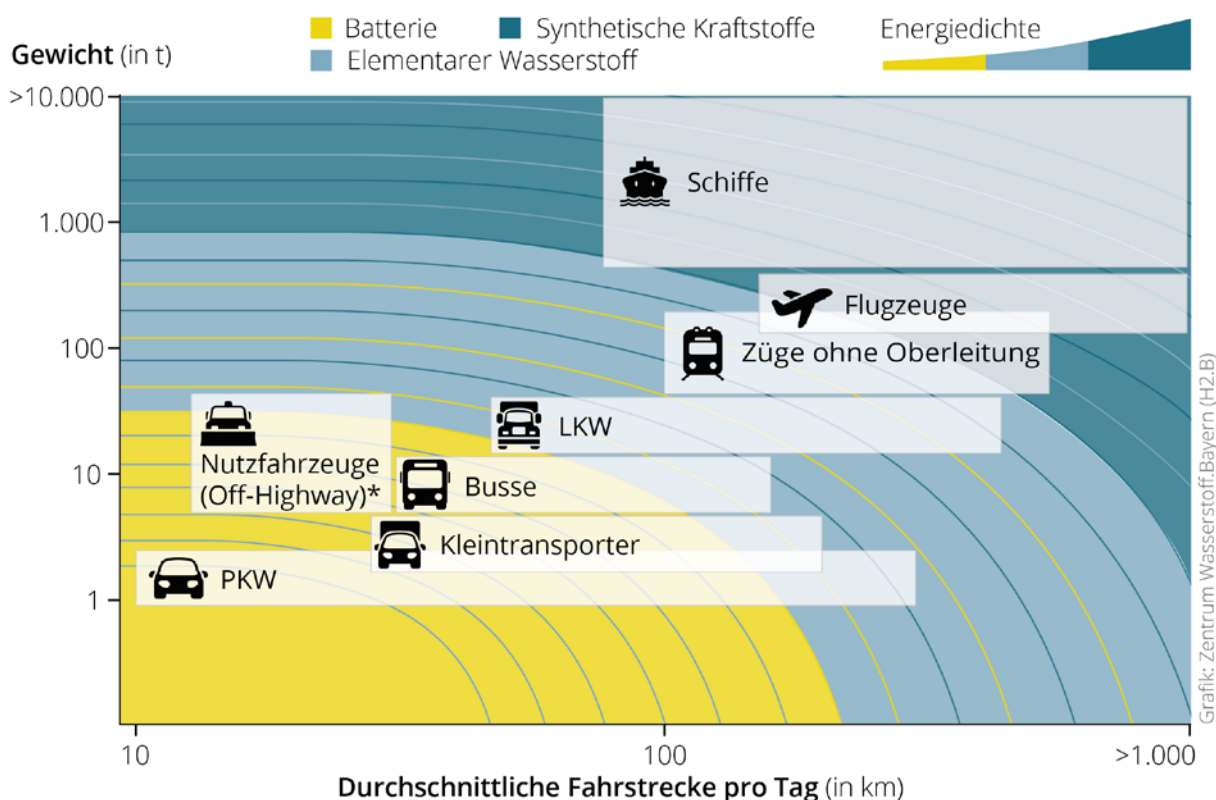 Batterie
Synthetische Kraftstoffe
Energiedichte
Gewicht (in t)
Elementarer Wasserstoff
>10.000
Schiffe
1.000
Flugzeuge
100
Züge ohne Oberleitung
LKW
Nutzfahrzeuge
(Off-Highway)*
10
Busse
Kleintransporter
PKW
1
10
100
>1.000
Durchschnittliche Fahrstrecke pro Tag (in km)
Grafik: Zentrum Wasserstoff.Bayern (H2.B)